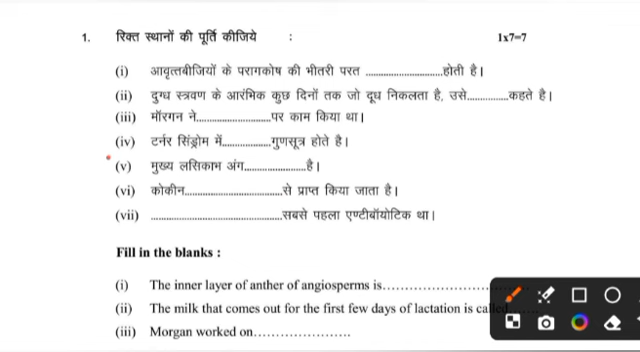 1. रिक्त स्थानों की पूर्ति कीजिये : 1x7=7
(i) आवृत्तबीजियों के परागकोष की भीतरी परत ............................होती है।
(ii) दुग्ध स्त्रवण के आरंभिक कुछ दिनों तक जो दूध निकलता है, उसे...............कहते है।
(iii) मॉरगन ने...........................पर काम किया था।
(iv) टर्नर सिंड्रोम में..................गुणसूत्र होते है।
(v) मुख्य लसिकाभ अंग......................है।
(vi) कोकीन...................................से प्राप्त किया जाता है।
(vii) ................................................सबसे पहला एण्टीबॉयोटिक था।
Fill in the blanks :
(i) The inner layer of anther of angiosperms is........................
(ii) The milk that comes out for the first few days of lactation is called
(iii) Morgan worked on.....................